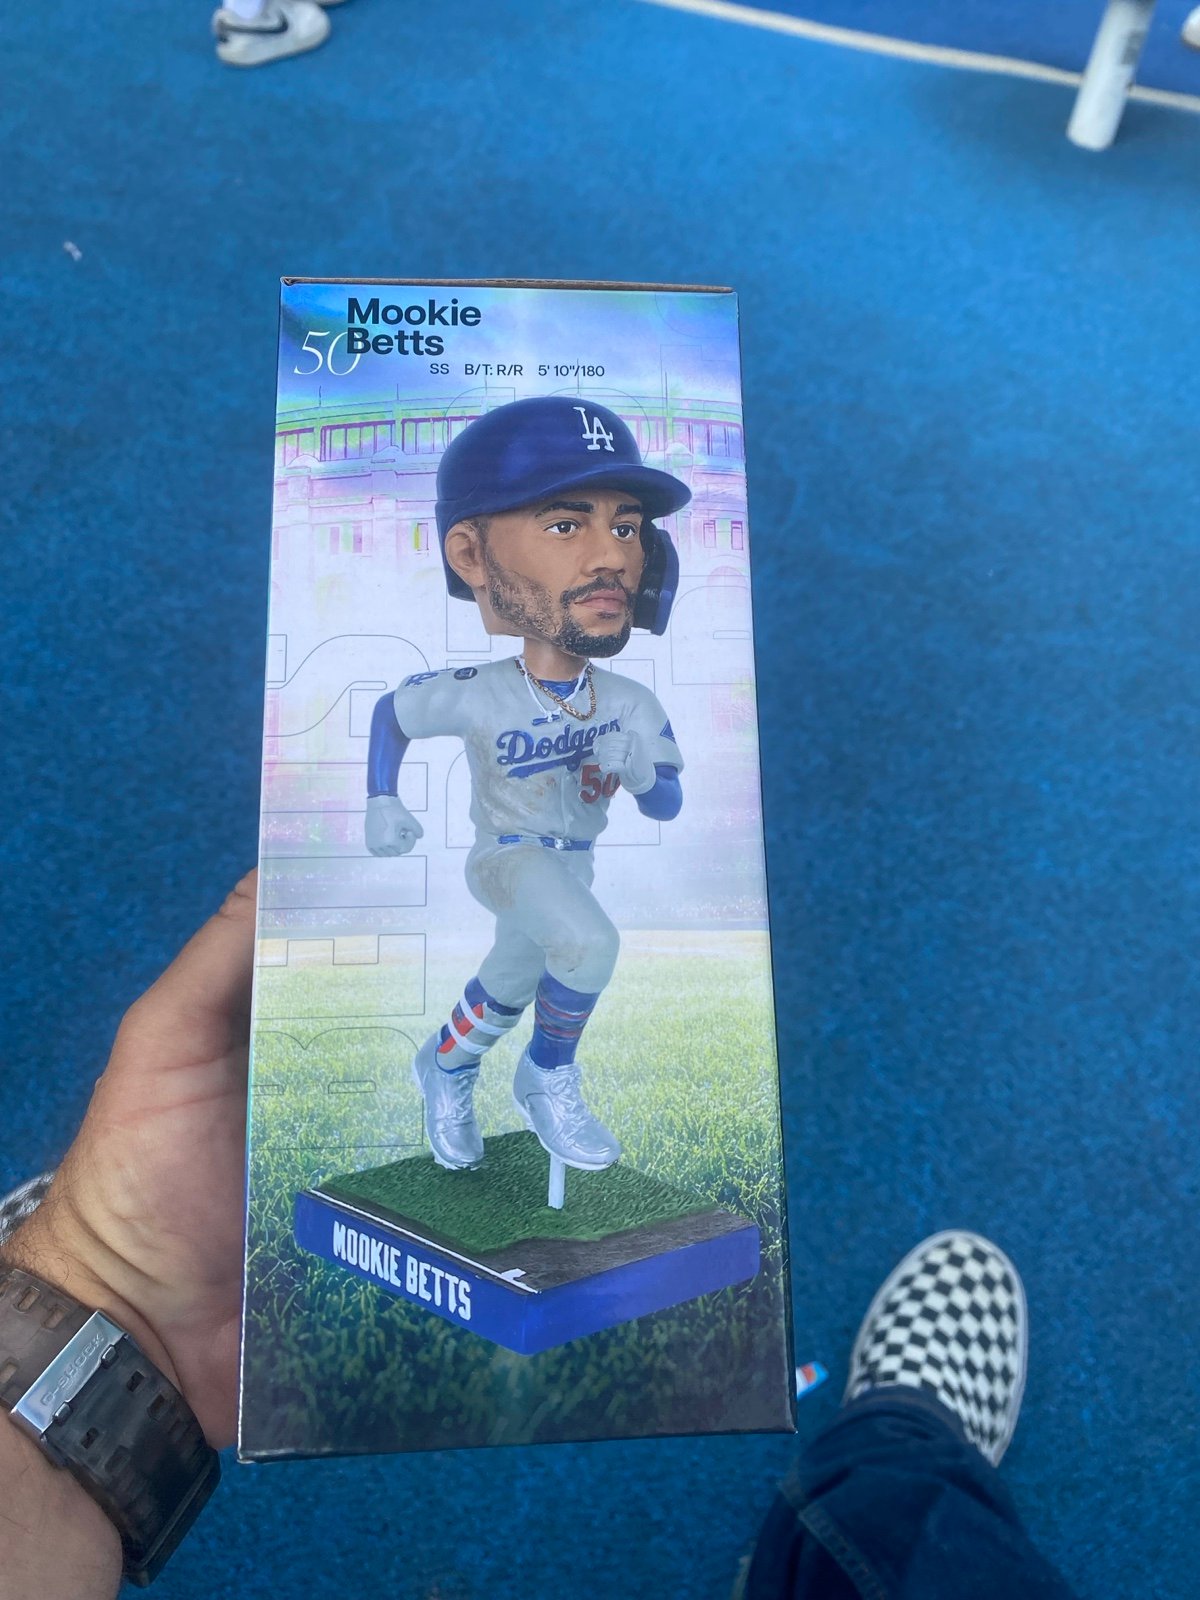 Mookie
Betts
50
SS B/T: R/R 5' 10"/180
LA
Dodgers
50
MOOKIE BETTS
G-SHOCK